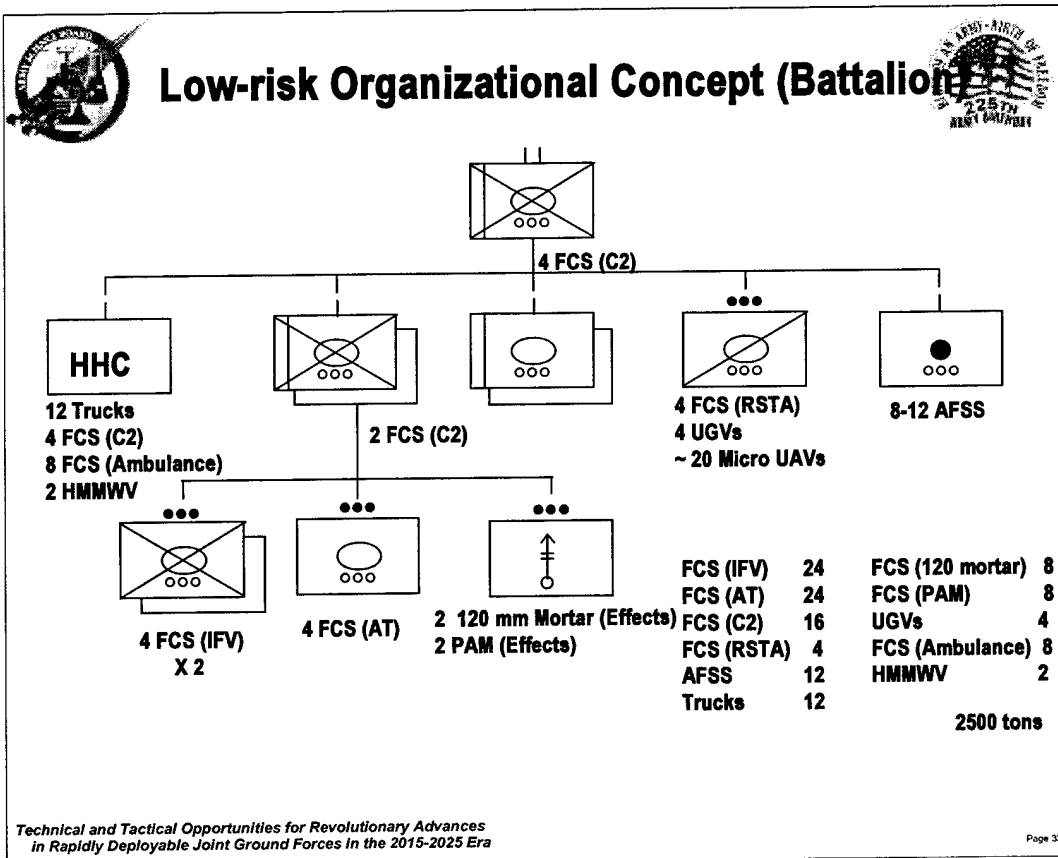 Low-risk Organizational Concept (Battalion)
225TH
4 FCS (C2)
HHC
12 Trucks
4 FCS (C2)
8 FCS (Ambulance)
2 HMMWV
2 FCS (C2)
4 FCS (RSTA)
4 UGVs
~ 20 Micro UAVs
8-12 AFSS
4 FCS (IFV)
X 2
4 FCS (AT)
2 120 mm Mortar (Effects)
2 PAM (Effects)
FCS (IFV) 24
FCS (AT) 24
FCS (C2) 16
FCS (RSTA) 4
AFSS 12
Trucks 12
FCS (120 mortar) 8
FCS (PAM) 8
UGVs 4
FCS (Ambulance) 8
HMMWV 2
2500 tons
Technical and Tactical Opportunities for Revolutionary Advances
in Rapidly Deployable Joint Ground Forces in the 2015-2025 Era
Page